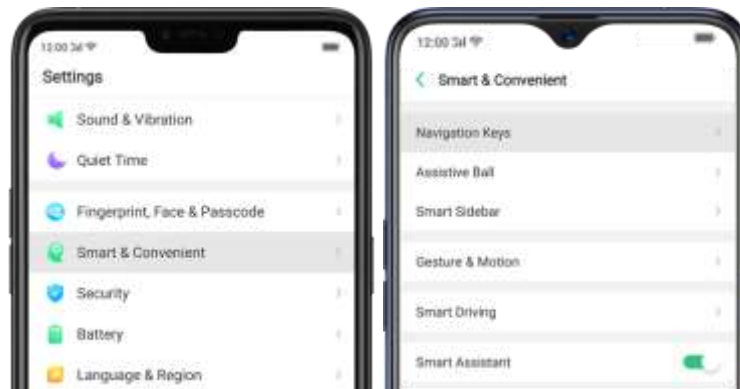 12:00
Settings
Sound & Vibration
Quiet Time
Fingerprint, Face & Passcode
Smart & Convenient
Security
Battery
Language & Region
12:00
Smart & Convenient
Navigation Keys
Assistive Ball
Smart Sidebar
Gesture & Motion
Smart Driving
Smart Assistant